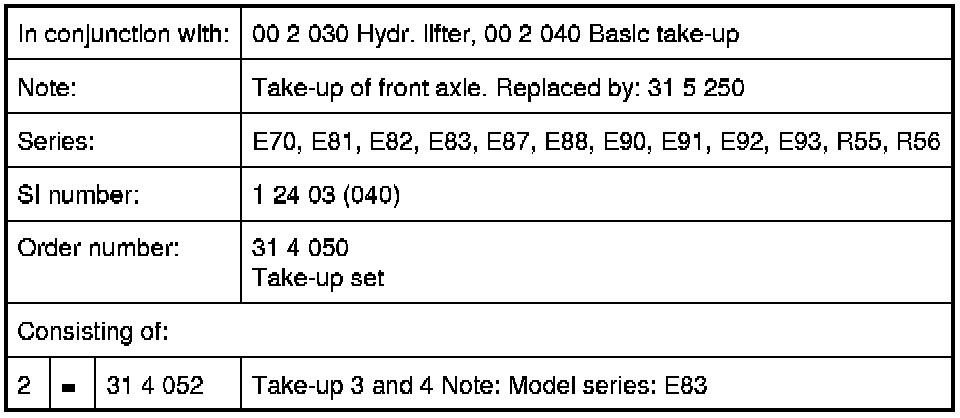 In conjunction with: 00 2 030 Hydr. lifter, 00 2 040 Basic take-up
Note: Take-up of front axle. Replaced by: 31 5 250
Series: E70, E81, E82, E83, E87, E88, E90, E91, E92, E93, R55, R56
SI number: 1 24 03 (040)
Order number: 31 4 050
Take-up set
Consisting of:
2 = 31 4 052 Take-up 3 and 4 Note: Model series: E83